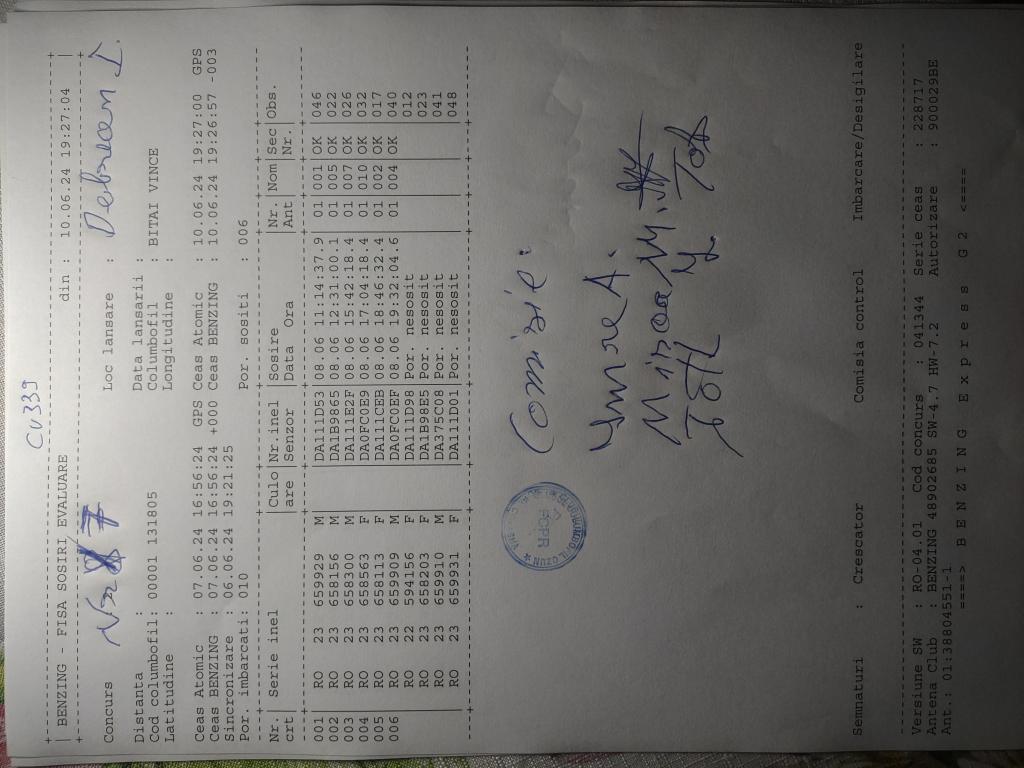 CU 339
| BENZING - FISA SOSIRI EVALUARE din : 10.06.24 19:27:04 |
Concurs Nr 7 Loc lansare : Debrecen I.
Distanta : Data lansarii :
Cod columbofil: 00001 131805 columbofil : BITAI VINCE
Latitudine : Longitudine :
Ceas Atomic : 07.06.24 16:56:24 GPS Ceas Atomic : 10.06.24 19:27:00 GPS
Ceas BENZING : 07.06.24 16:56:24 +000 Ceas BENZING : 10.06.24 19:26:57 -003
Sincronizare : 06.06.24 19:21:25
Por. imbarcati: 010 Por. sositi : 006
Nr.| Serie inel |Culo|Nr.inel |Sosire |Nr.|Nom|Sec|Obs.
crt| |are |Senzor |Data Ora |Ant| |Nr.|
001| RO 23 659929 M| |DA111D53|08.06 11:14:37.9| 01|001|OK |046
002| RO 23 658156 M| |DA1B9865|08.06 12:31:00.1| 01|005|OK |022
003| RO 23 658300 M| |DA111E2F|08.06 15:42:18.4| 01|007|OK |026
004| RO 23 658563 F| |DA0FC0E9|08.06 17:04:18.4| 01|010|OK |032
005| RO 23 658113 F| |DA111CEB|08.06 18:46:32.4| 01|002|OK |017
006| RO 23 659909 M| |DA0FC0EF|08.06 19:32:04.6| 01|004|OK |040
| RO 22 594156 F| |DA111D98|Por. nesosit | | | |012
| RO 23 658203 F| |DA1B98E5|Por. nesosit | | | |023
| RO 23 659910 M| |DA375C08|Por. nesosit | | | |041
| RO 23 659931 F| |DA111D01|Por. nesosit | | | |048
FCPR
Comisie:
Imre A.
Semnaturi : Crescator Comisia control Imbarcare/Desigilare
Versiune SW : RO-04.01 Cod concurs : 041344 Serie ceas : 228717
Antena Club : BENZING 48902685 SW-4.7 HW-7.2 Autorizare : 900029BE
Ant.: 01:38804551-1
====> B E N Z I N G E x p r e s s G 2 <====